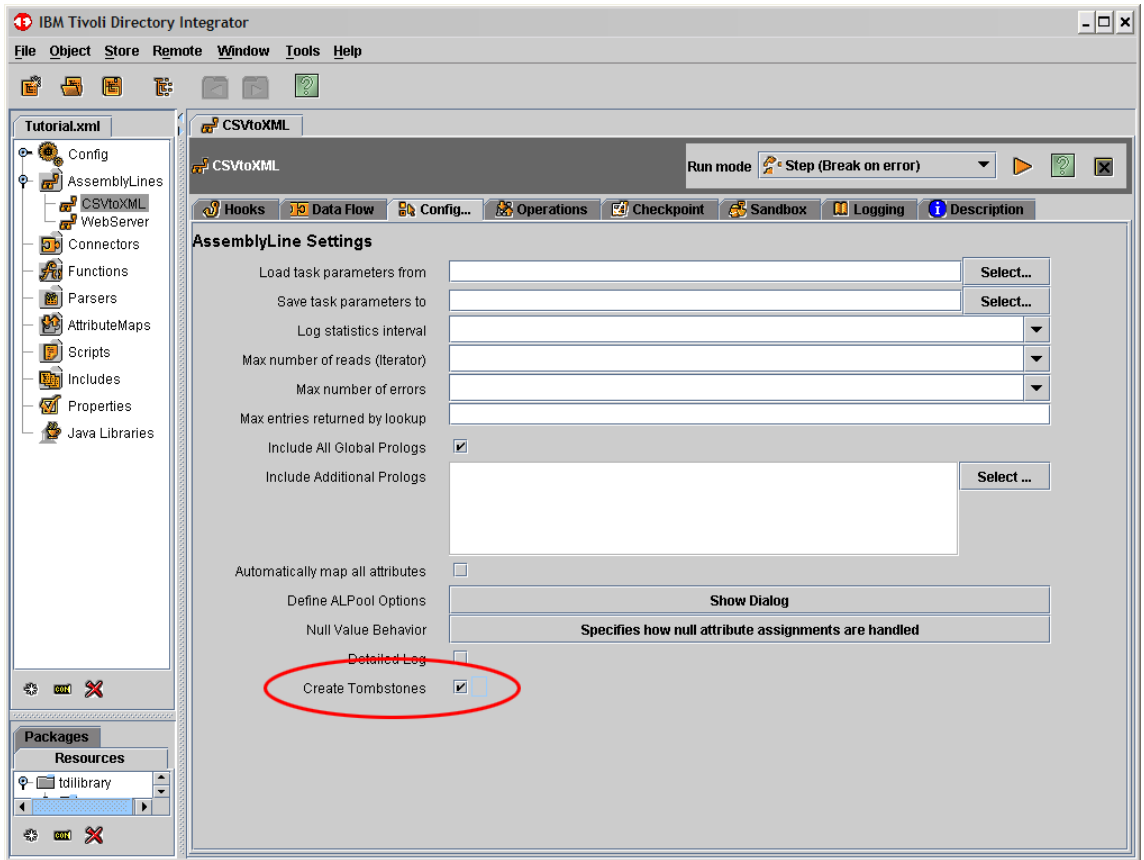 IBM Tivoli Directory Integrator
File Object Store Remote Window Tools Help
Tutorial.xml
Config
AssemblyLines
CSVtoXML
WebServer
Connectors
Functions
Parsers
AttributeMaps
Scripts
Includes
Properties
Java Libraries
CON
Packages
Resources
tdilibrary
CON
CSVtoXML
CSVtoXML
Run mode Step (Break on error)
Hooks Data Flow Config... Operations Checkpoint Sandbox Logging Description
AssemblyLine Settings
Load task parameters from Select...
Save task parameters to Select...
Log statistics interval
Max number of reads (Iterator)
Max number of errors
Max entries returned by lookup
Include All Global Prologs
Include Additional Prologs Select ...
Automatically map all attributes
Define ALPool Options Show Dialog
Null Value Behavior Specifies how null attribute assignments are handled
Detailed Log
Create Tombstones